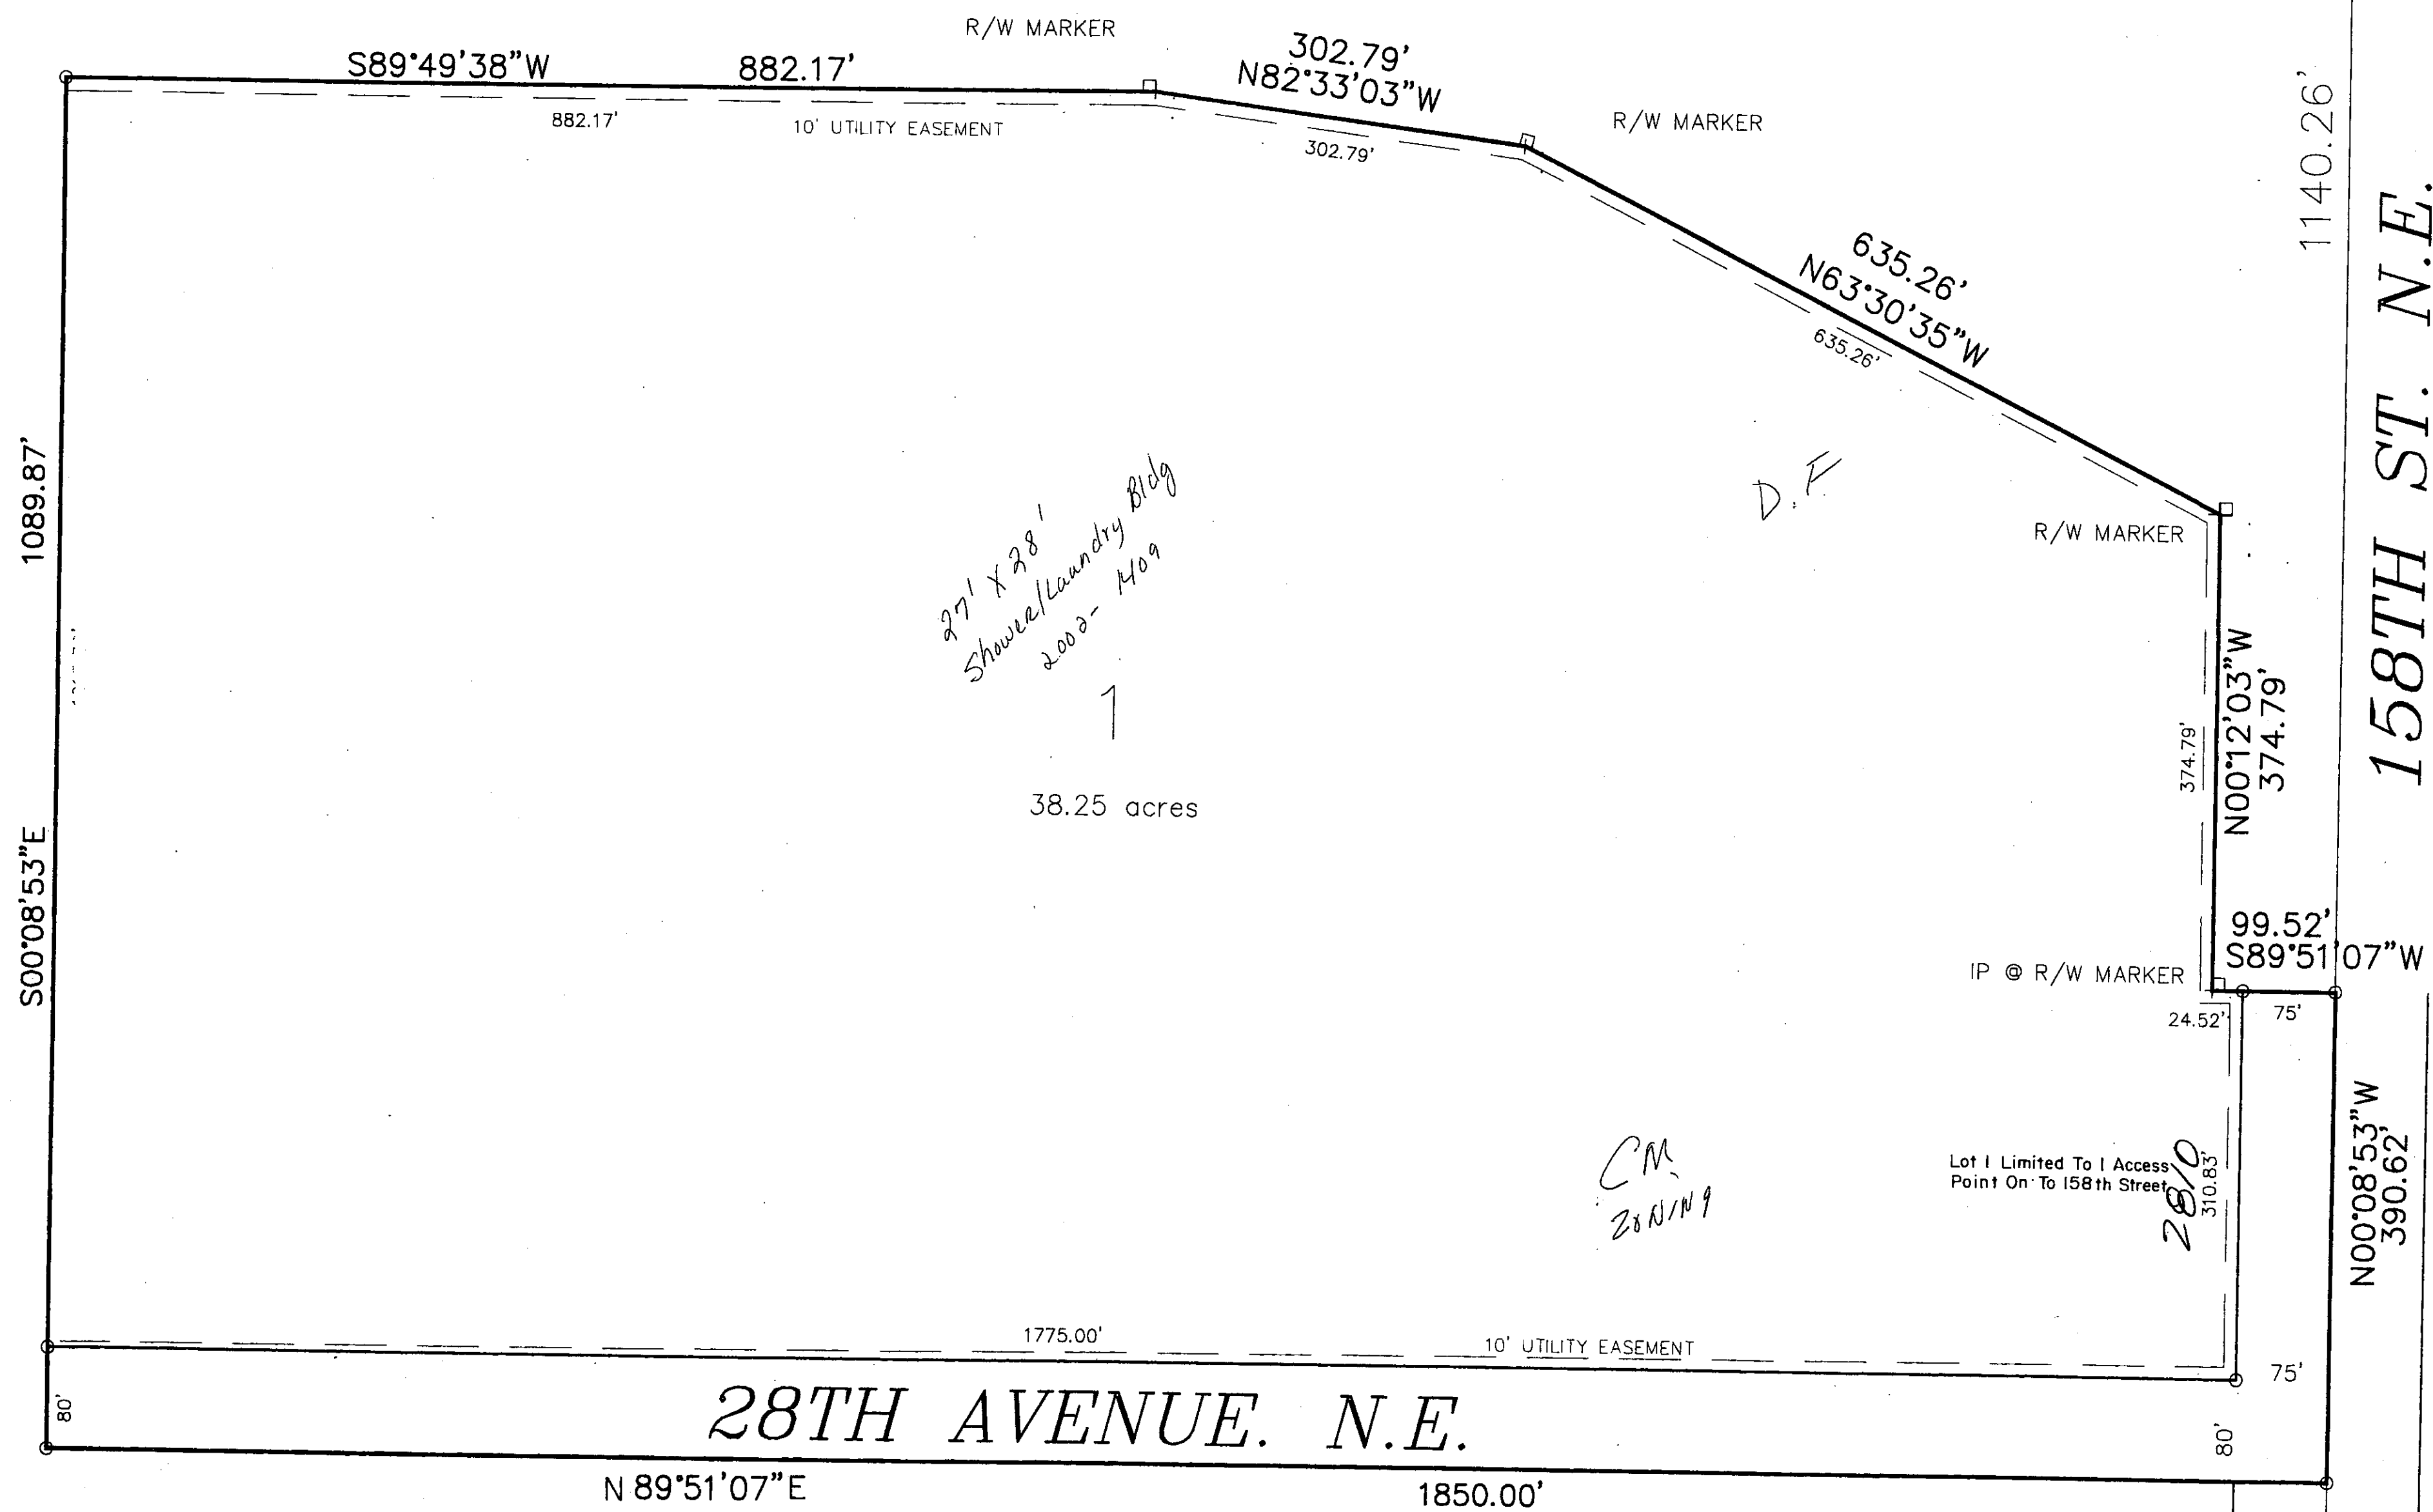 R/W MARKER
S89°49'38"W 882.17'
302.79'
N82°33'03"W
882.17'
10' UTILITY EASEMENT
302.79'
R/W MARKER
1140.26'
158TH ST. N.E.
635.26'
N63°30'35"W
635.26'
D.F.
R/W MARKER
1089.87'
S00°08'53"E
27' X 28'
Shower/Laundry Bldg
2002-1409
1
38.25 acres
N00°12'03"W
374.79'
374.79'
99.52'
S89°51'07"W
IP @ R/W MARKER
24.52'
75'
CM
ZONING
Lot 1 Limited To 1 Access
Point On To 158th Street
2810
310.83'
N00°08'53"W
390.62'
1775.00'
10' UTILITY EASEMENT
75'
80'
28TH AVENUE. N.E.
80'
N 89°51'07"E 1850.00'